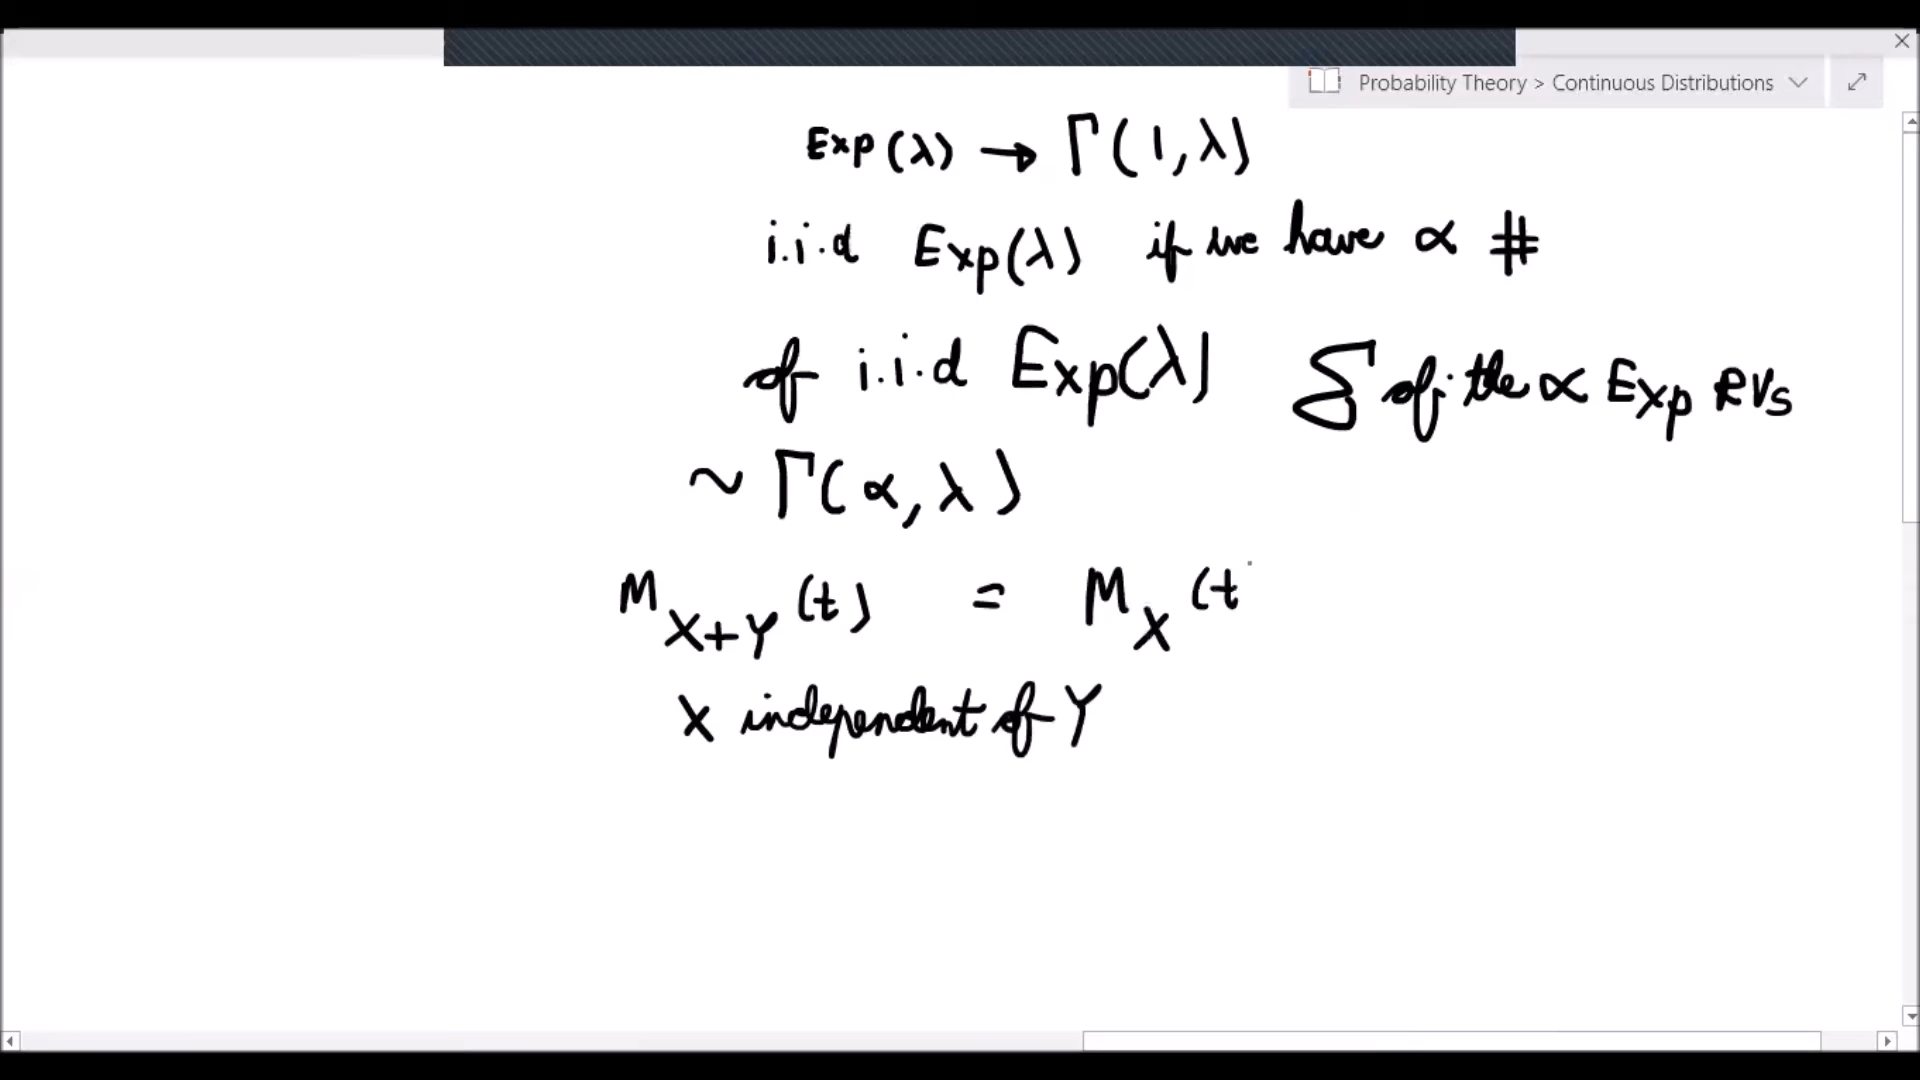 Probability Theory > Continuous Distributions
Exp(λ) → Γ(1,λ)
i.i.d Exp(λ) if we have α #
of i.i.d Exp(λ) Σ of the α Exp RVs
~ Γ(α, λ)
M_{X+Y}(t) = M_X(t
X independent of Y